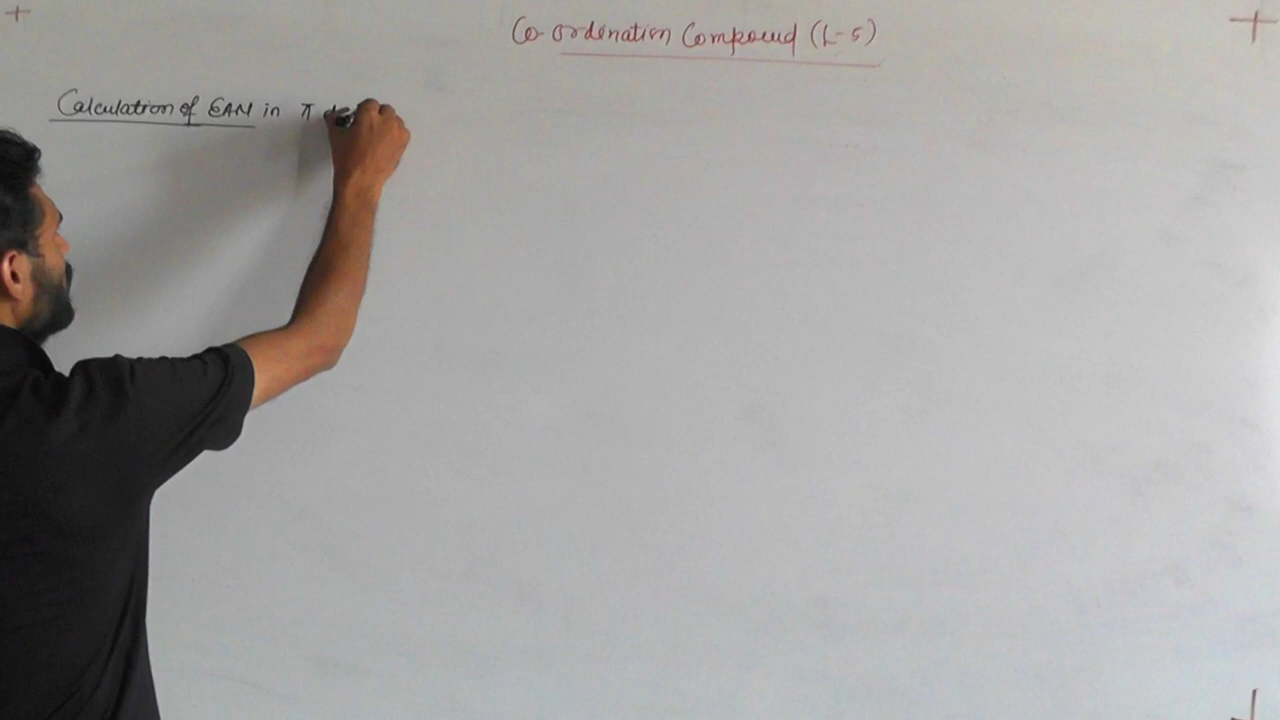 Co-ordination Compound (L-5)
Calculation of EAN in π